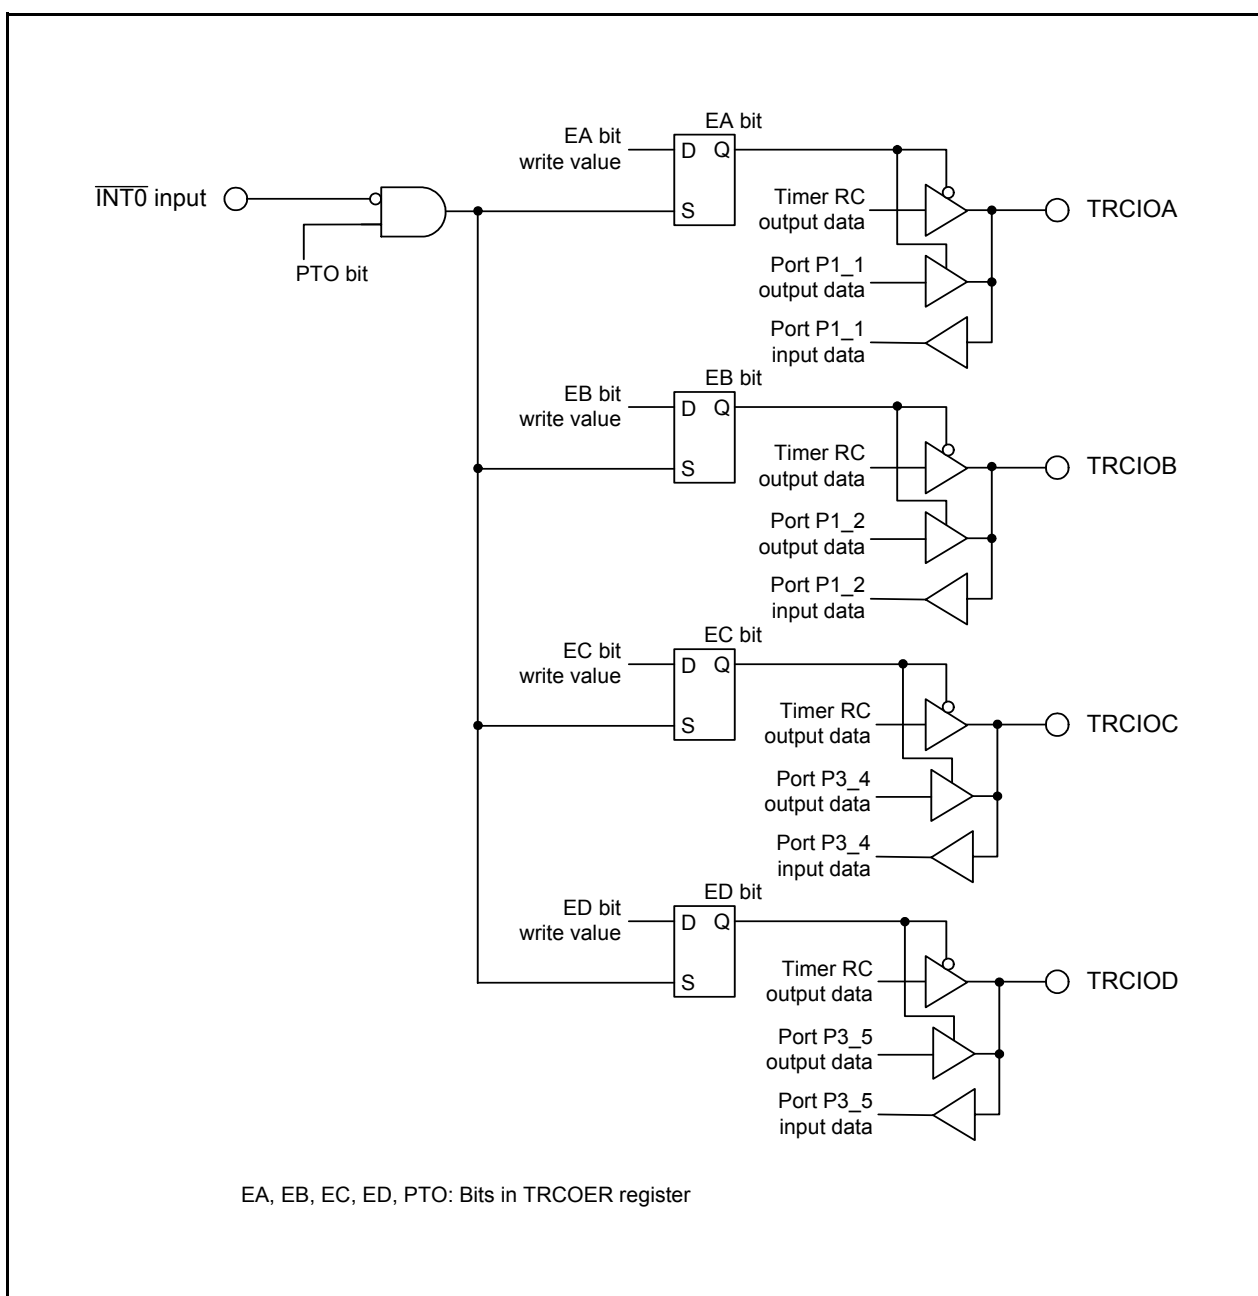 INT0 input
PTO bit
EA bit
write value
EA bit
D Q
S
Timer RC
output data
Port P1_1
output data
Port P1_1
input data
TRCIOA
EB bit
write value
EB bit
D Q
S
Timer RC
output data
Port P1_2
output data
Port P1_2
input data
TRCIOB
EC bit
write value
EC bit
D Q
S
Timer RC
output data
Port P3_4
output data
Port P3_4
input data
TRCIOC
ED bit
write value
ED bit
D Q
S
Timer RC
output data
Port P3_5
output data
Port P3_5
input data
TRCIOD
EA, EB, EC, ED, PTO: Bits in TRCOER register